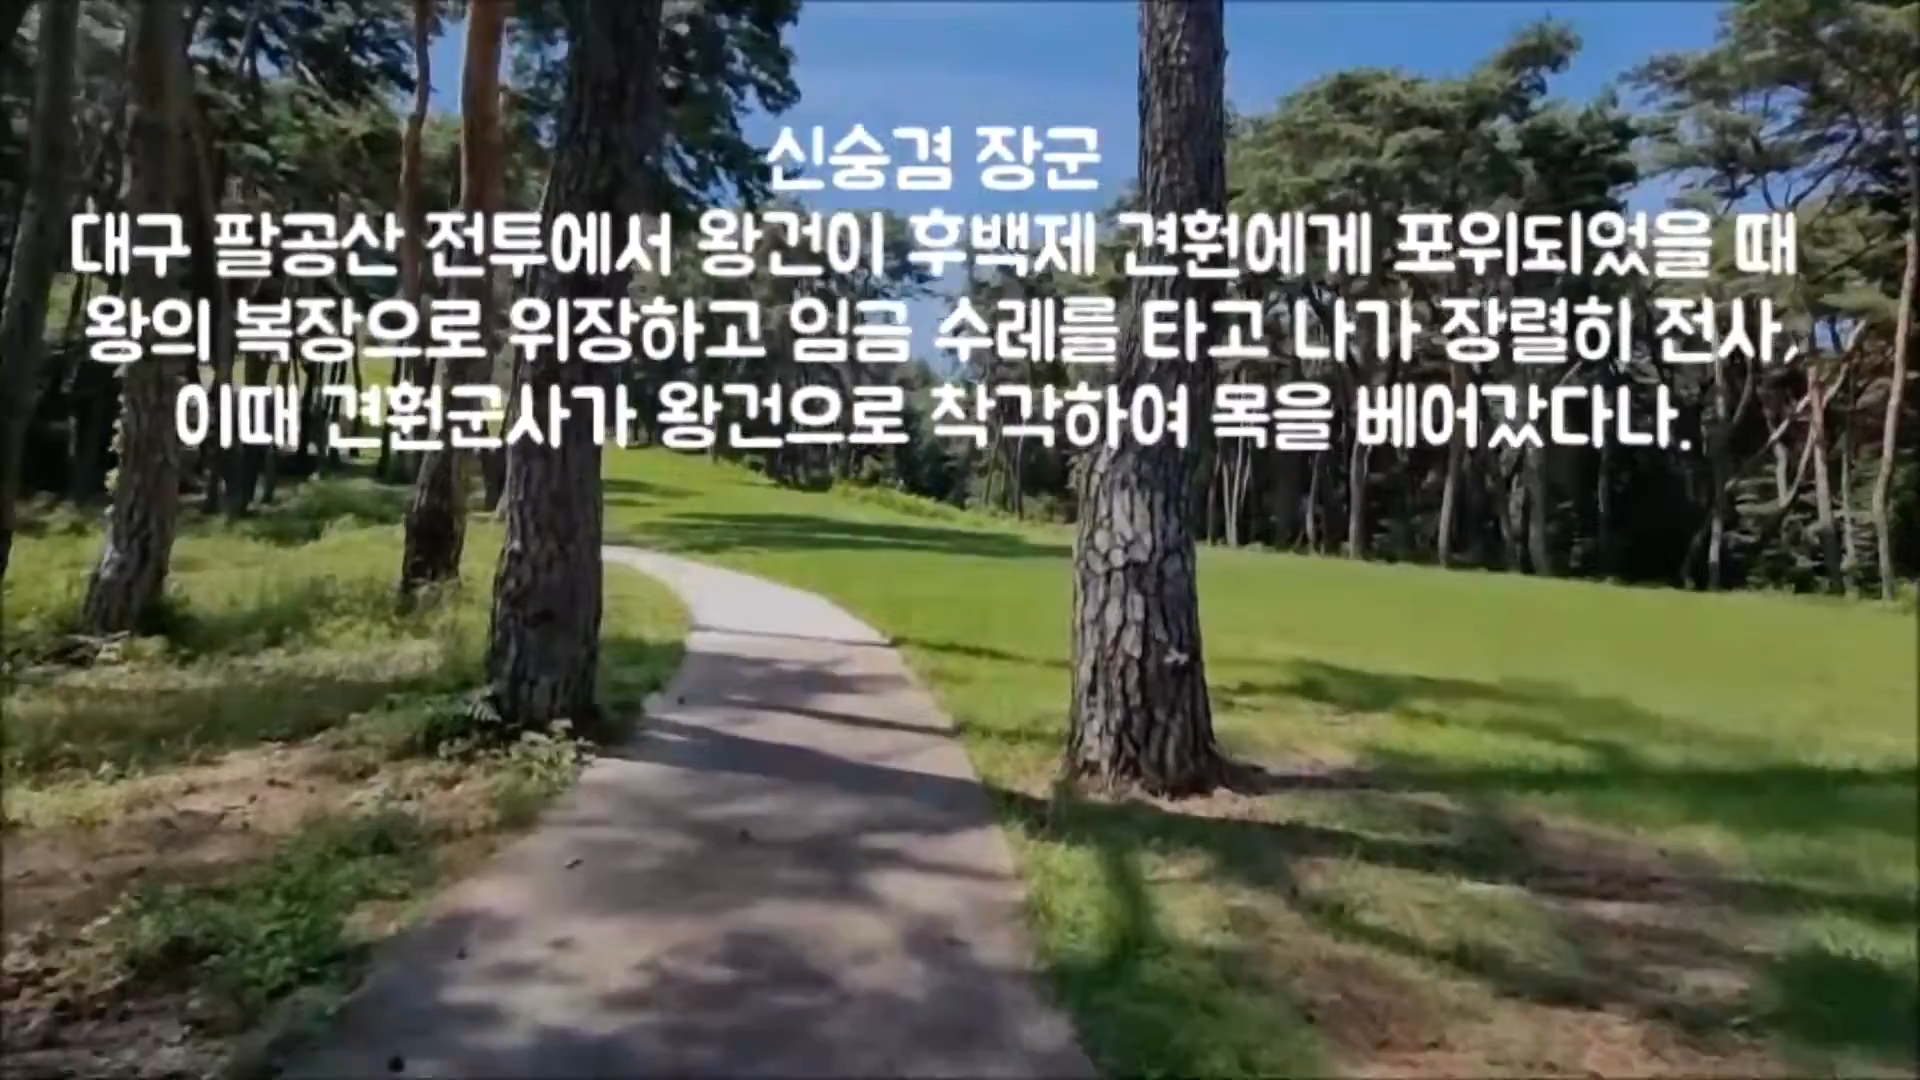 신숭겸 장군
대구 팔공산 전투에서 왕건이 후백제 견훤에게 포위되었을 때
왕의 복장으로 위장하고 임금 수레를 타고 나가 장렬히 전사,
이때 견훤군사가 왕건으로 착각하여 목을 베어갔다나.